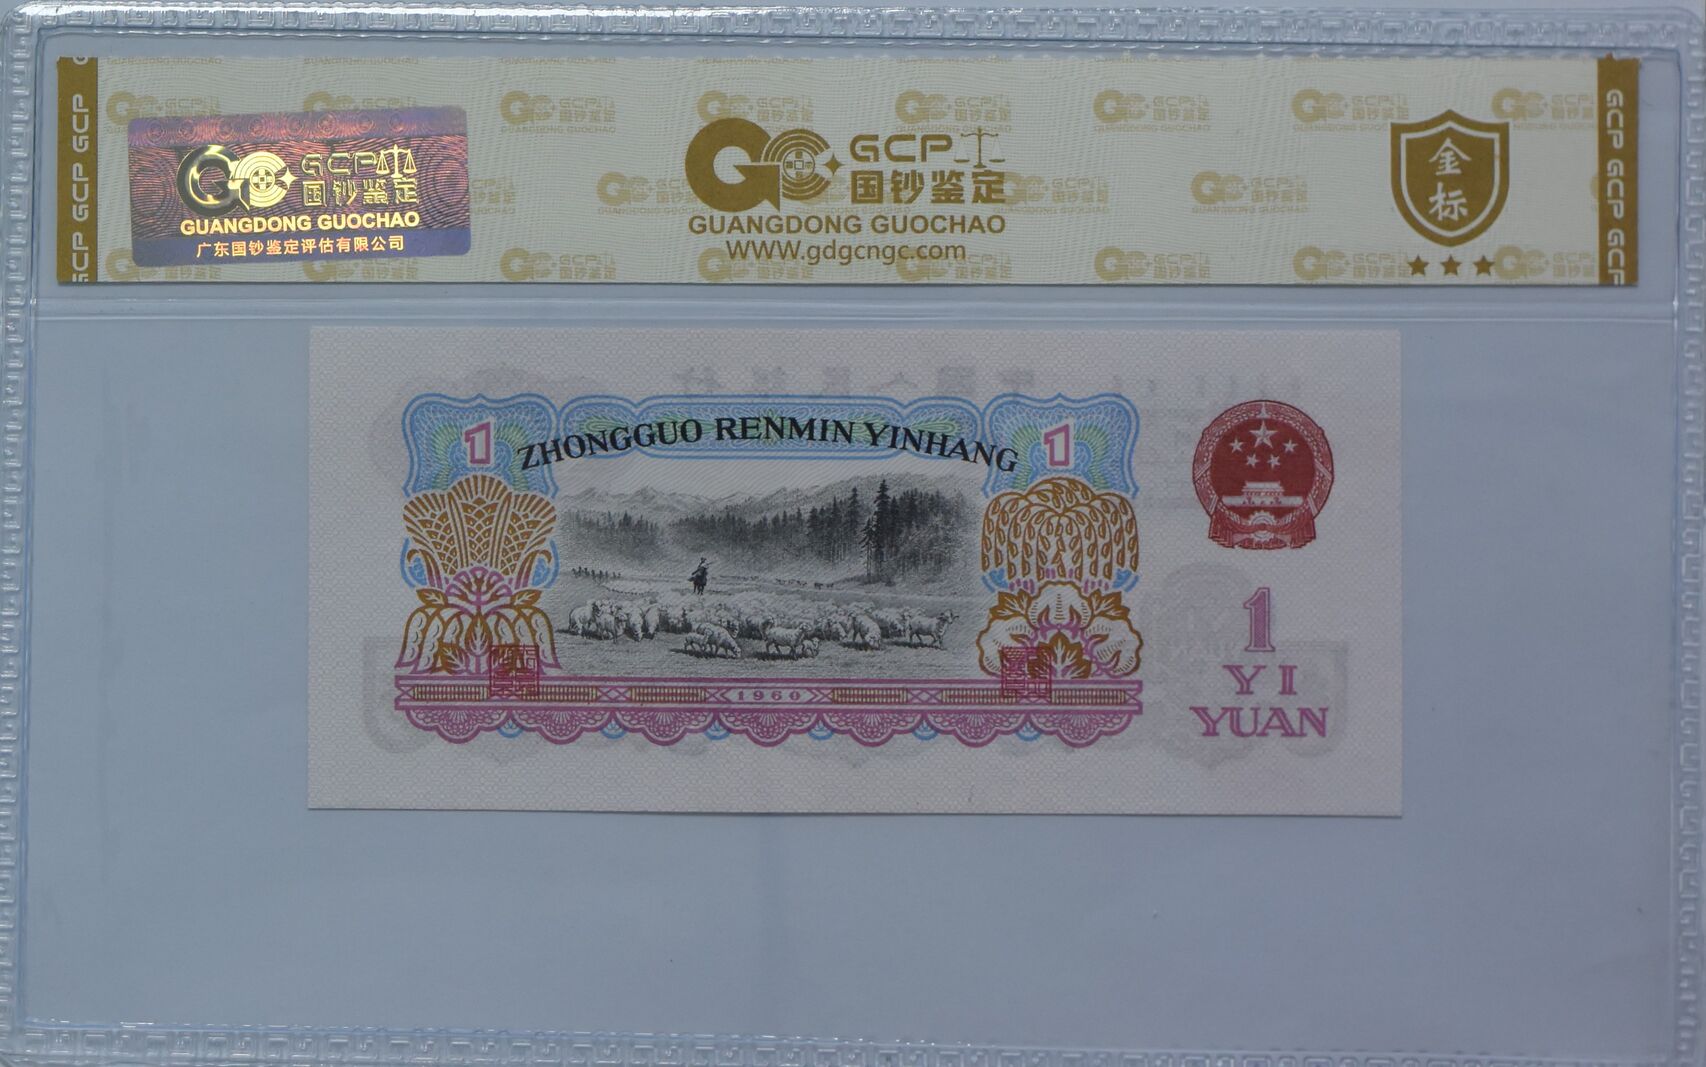 GCP
国钞鉴定
GUANGDONG GUOCHAO
广东国钞鉴定评估有限公司
GCP
国钞鉴定
GUANGDONG GUOCHAO
WWW.gdgcngc.com
金
标
GCP GCP GCP
GCP GCP GCP
ZHONGGUO RENMIN YINHANG
1
1
1960
1
YI
YUAN